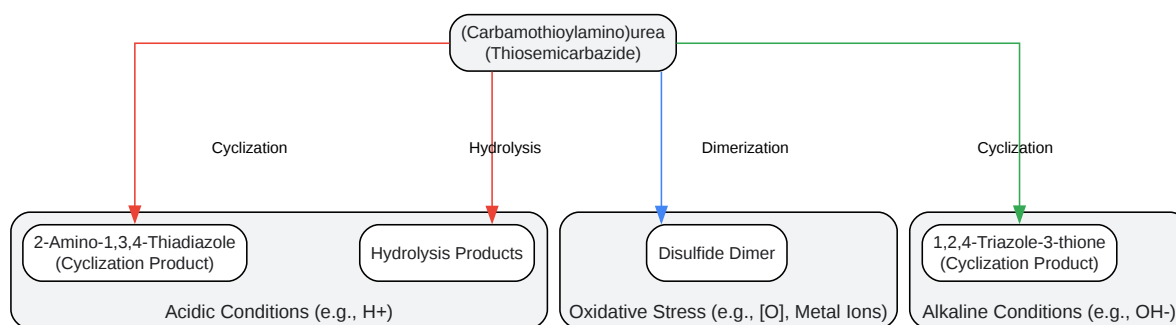 (Carbamothioylamino)urea
(Thiosemicarbazide)
Cyclization
Hydrolysis
Dimerization
Cyclization
2-Amino-1,3,4-Thiadiazole
(Cyclization Product)
Hydrolysis Products
Disulfide Dimer
1,2,4-Triazole-3-thione
(Cyclization Product)
Acidic Conditions (e.g., H+)
Oxidative Stress (e.g., [O], Metal Ions)
Alkaline Conditions (e.g., OH-)